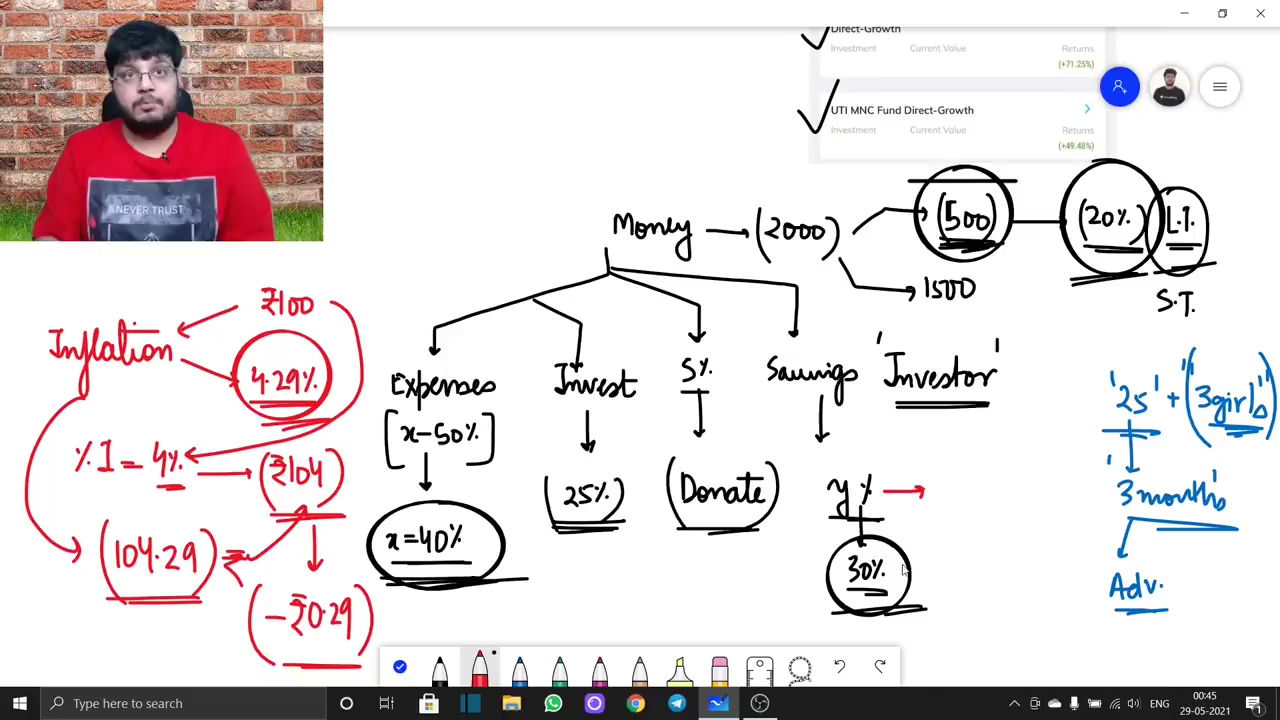 Direct-Growth
Investment Current Value Returns
(+71.25%)
UTI MNC Fund Direct-Growth
Investment Current Value Returns
(+49.48%)
NEVER TRUST
Money → (2000)
(500)
(20%)
L.T.
1500
S.T.
₹100
Inflation
4.29%
% I = 4%
(₹104)
(104.29)
(-₹0.29)
Expenses
[x-50%]
x=40%
Invest
(25%)
5%
(Donate)
Savings
y%
30%
'Investor'
'25' + ("3girls")
3 months
Adv.
Type here to search
ENG
00:45
29-05-2021
1